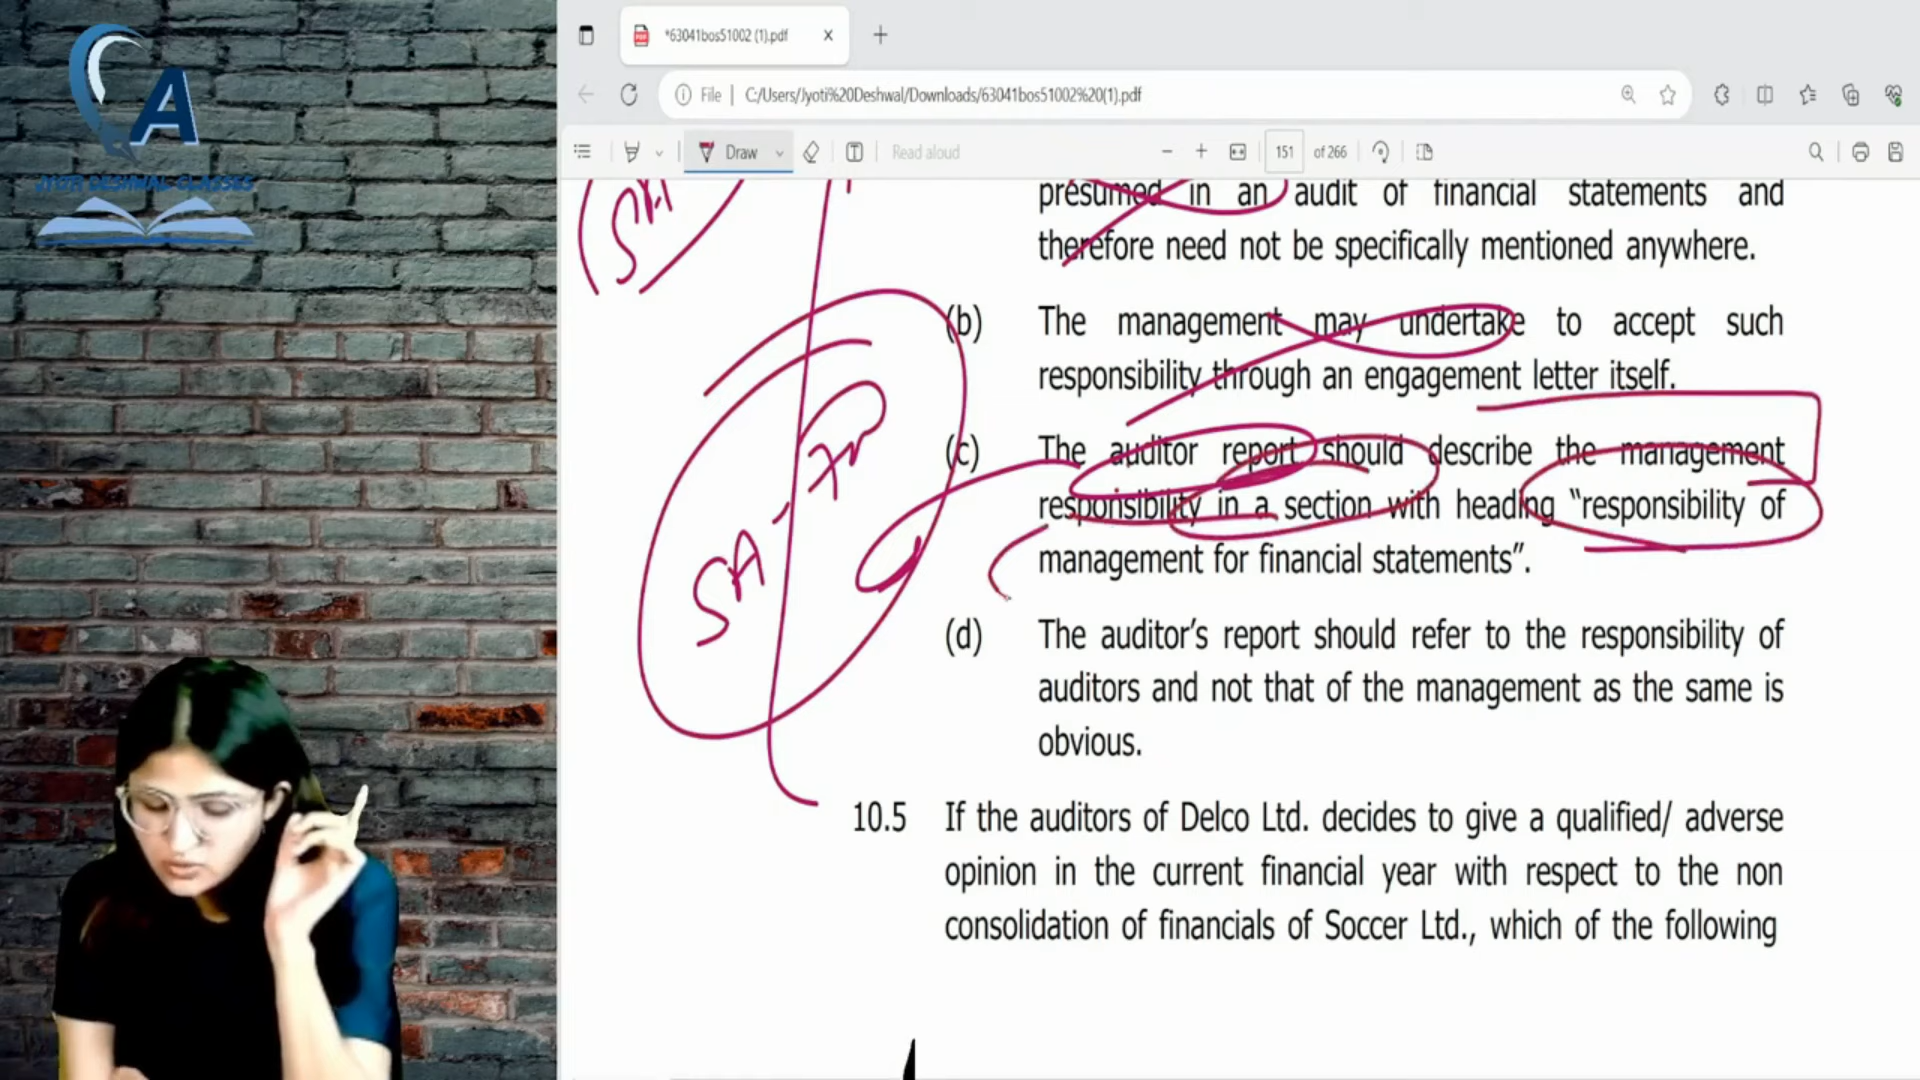 *63041bos51002 (1).pdf
File C:/Users/Jyoti%20Deshwal/Downloads/63041bos51002%20(1).pdf
Draw Read aloud 151 of 266
A
JYOTI DESHWAL CLASSES
presumed in an audit of financial statements and
therefore need not be specifically mentioned anywhere.
(b) The management may undertake to accept such
responsibility through an engagement letter itself.
(c) The auditor report should describe the management
responsibility in a section with heading “responsibility of
management for financial statements”.
SA-70
(d) The auditor’s report should refer to the responsibility of
auditors and not that of the management as the same is
obvious.
10.5 If the auditors of Delco Ltd. decides to give a qualified/ adverse
opinion in the current financial year with respect to the non
consolidation of financials of Soccer Ltd., which of the following